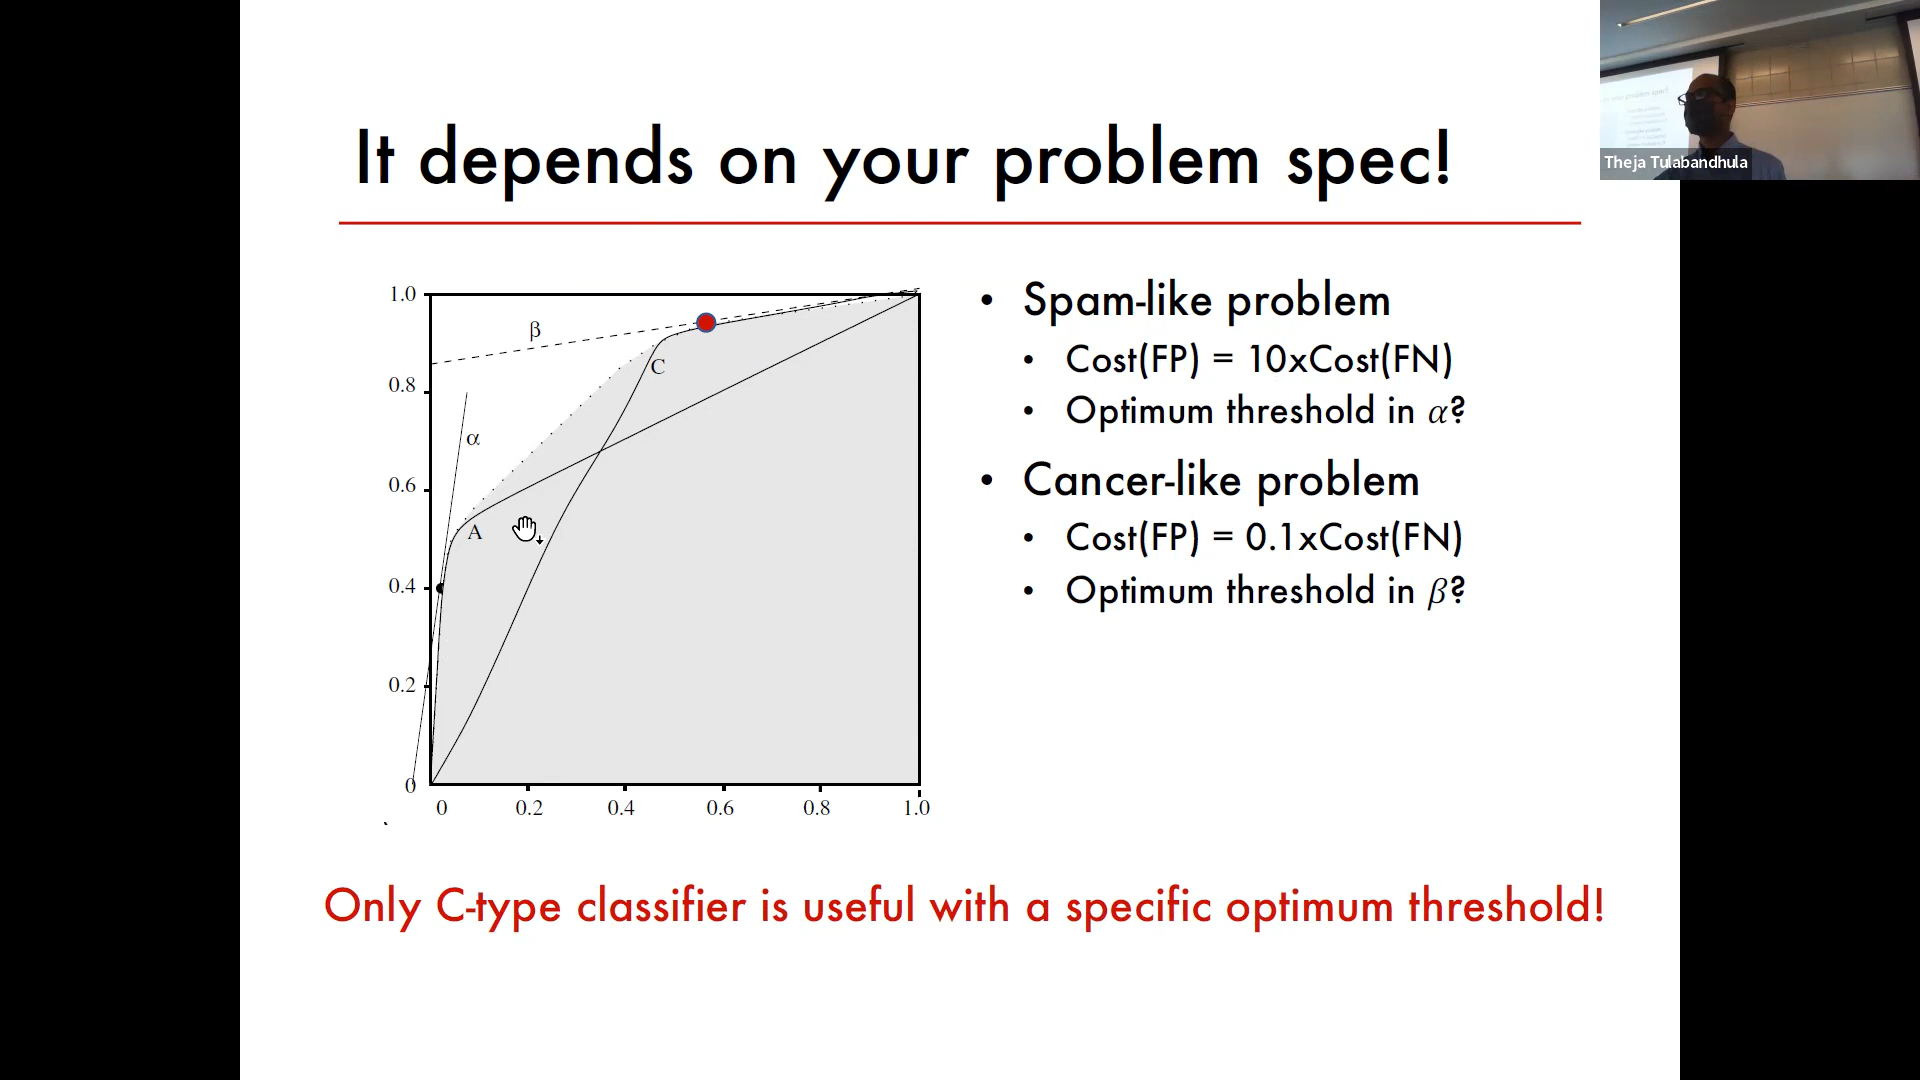 It depends on your problem spec!
Theja Tulabandhula
• Spam-like problem
• Cost(FP) = 10xCost(FN)
• Optimum threshold in α?
• Cancer-like problem
• Cost(FP) = 0.1xCost(FN)
• Optimum threshold in β?
1.0
0.8
0.6
0.4
0.2
0
β
α
C
A
0 0.2 0.4 0.6 0.8 1.0
Only C-type classifier is useful with a specific optimum threshold!